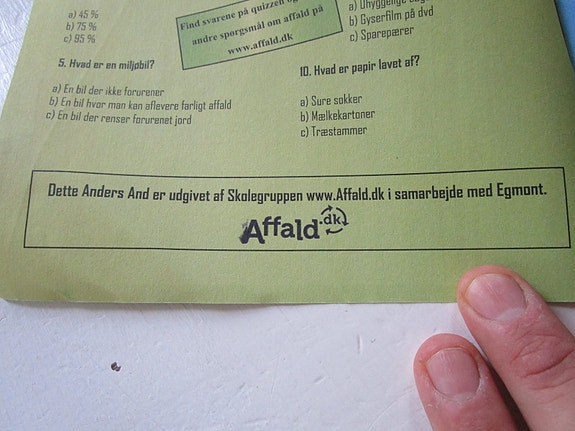 a) 45 %
b) 75 %
c) 95 %
5. Hvad er en miljøbil?
a) En bil der ikke forurener
b) En bil hvor man kan aflevere farligt affald
c) En bil der renser forurenet jord
Find svarene på quizzen og
andre spørgsmål om affald på
www.affald.dk
a) Uhyggelige
b) Gyserfilm på dvd
c) Sparepærer
10. Hvad er papir lavet af?
a) Sure sokker
b) Mælkekartoner
c) Træstammer
Dette Anders And er udgivet af Skolegruppen www.Affald.dk i samarbejde med Egmont.
Affald.dk